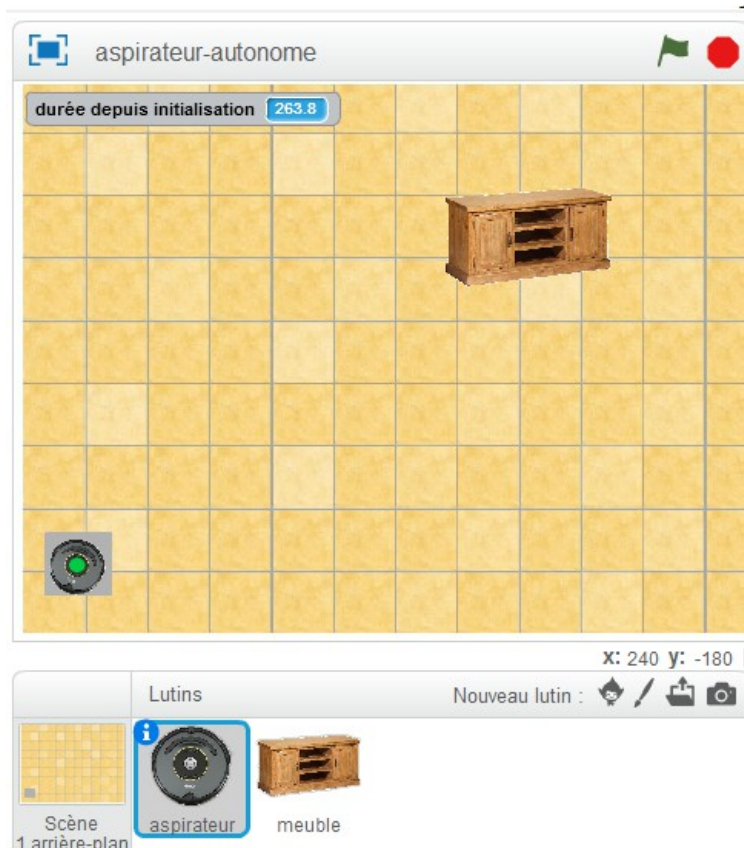 aspirateur-autonome
durée depuis initialisation 263.8
x: 240 y: -180
Lutins
Nouveau lutin :
Scène
1 arrière-plan
aspirateur
meuble